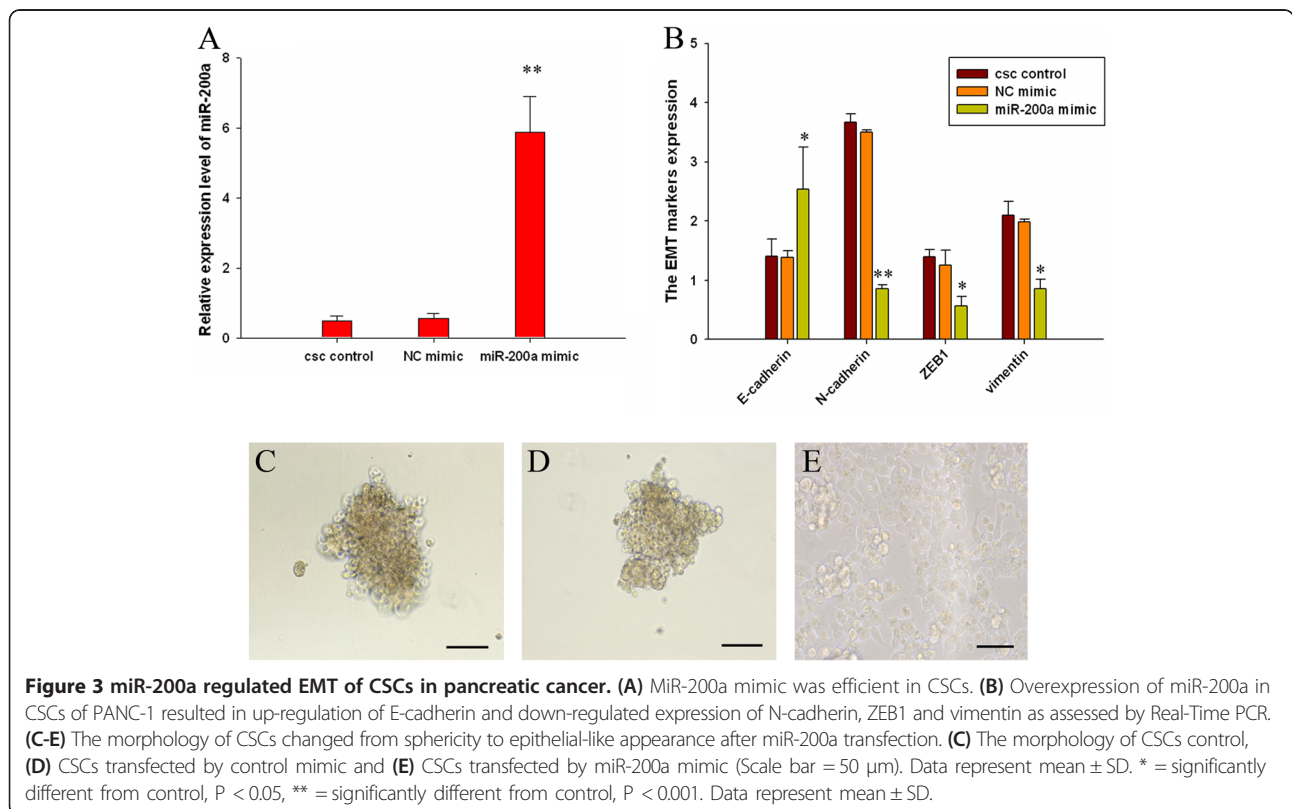 A
Relative expression level of miR-200a
8
6
4
2
0
**
csc control
NC mimic
miR-200a mimic
B
The EMT markers expression
5
4
3
2
1
0
csc control
NC mimic
miR-200a mimic
*
**
*
*
E-cadherin
N-cadherin
ZEB1
vimentin
C
D
E
Figure 3 miR-200a regulated EMT of CSCs in pancreatic cancer. (A) MiR-200a mimic was efficient in CSCs. (B) Overexpression of miR-200a in
CSCs of PANC-1 resulted in up-regulation of E-cadherin and down-regulated expression of N-cadherin, ZEB1 and vimentin as assessed by Real-Time PCR.
(C-E) The morphology of CSCs changed from sphericity to epithelial-like appearance after miR-200a transfection. (C) The morphology of CSCs control,
(D) CSCs transfected by control mimic and (E) CSCs transfected by miR-200a mimic (Scale bar = 50 μm). Data represent mean ± SD. * = significantly
different from control, P < 0.05, ** = significantly different from control, P < 0.001. Data represent mean ± SD.